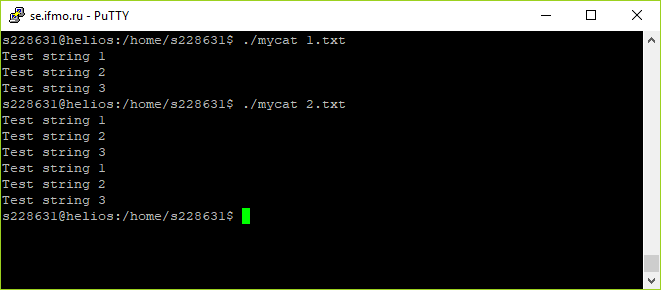 se.ifmo.ru - PuTTY
s228631@helios:/home/s228631$ ./mycat 1.txt
Test string 1
Test string 2
Test string 3
s228631@helios:/home/s228631$ ./mycat 2.txt
Test string 1
Test string 2
Test string 3
Test string 1
Test string 2
Test string 3
s228631@helios:/home/s228631$